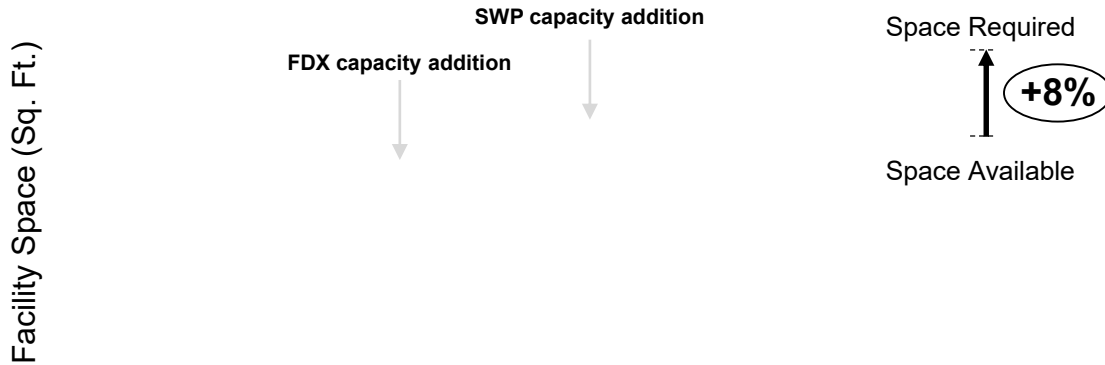 SWP capacity addition
Space Required
FDX capacity addition
+8%
Space Available
Facility Space (Sq. Ft.)